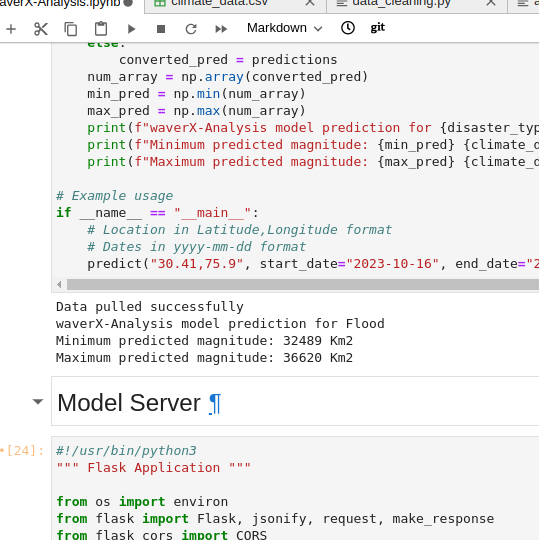 averX-Analysis.ipynb
climate_data.csv
data_cleaning.py
Markdown
git
else:
converted_pred = predictions
num_array = np.array(converted_pred)
min_pred = np.min(num_array)
max_pred = np.max(num_array)
print(f"waverX-Analysis model prediction for {disaster_typ
print(f"Minimum predicted magnitude: {min_pred} {climate_d
print(f"Maximum predicted magnitude: {max_pred} {climate_d
# Example usage
if __name__ == "__main__":
# Location in Latitude,Longitude format
# Dates in yyyy-mm-dd format
predict("30.41,75.9", start_date="2023-10-16", end_date="2
Data pulled successfully
waverX-Analysis model prediction for Flood
Minimum predicted magnitude: 32489 Km2
Maximum predicted magnitude: 36620 Km2
Model Server ¶
[24]:
#!/usr/bin/python3
""" Flask Application """
from os import environ
from flask import Flask, jsonify, request, make_response
from flask_cors import CORS